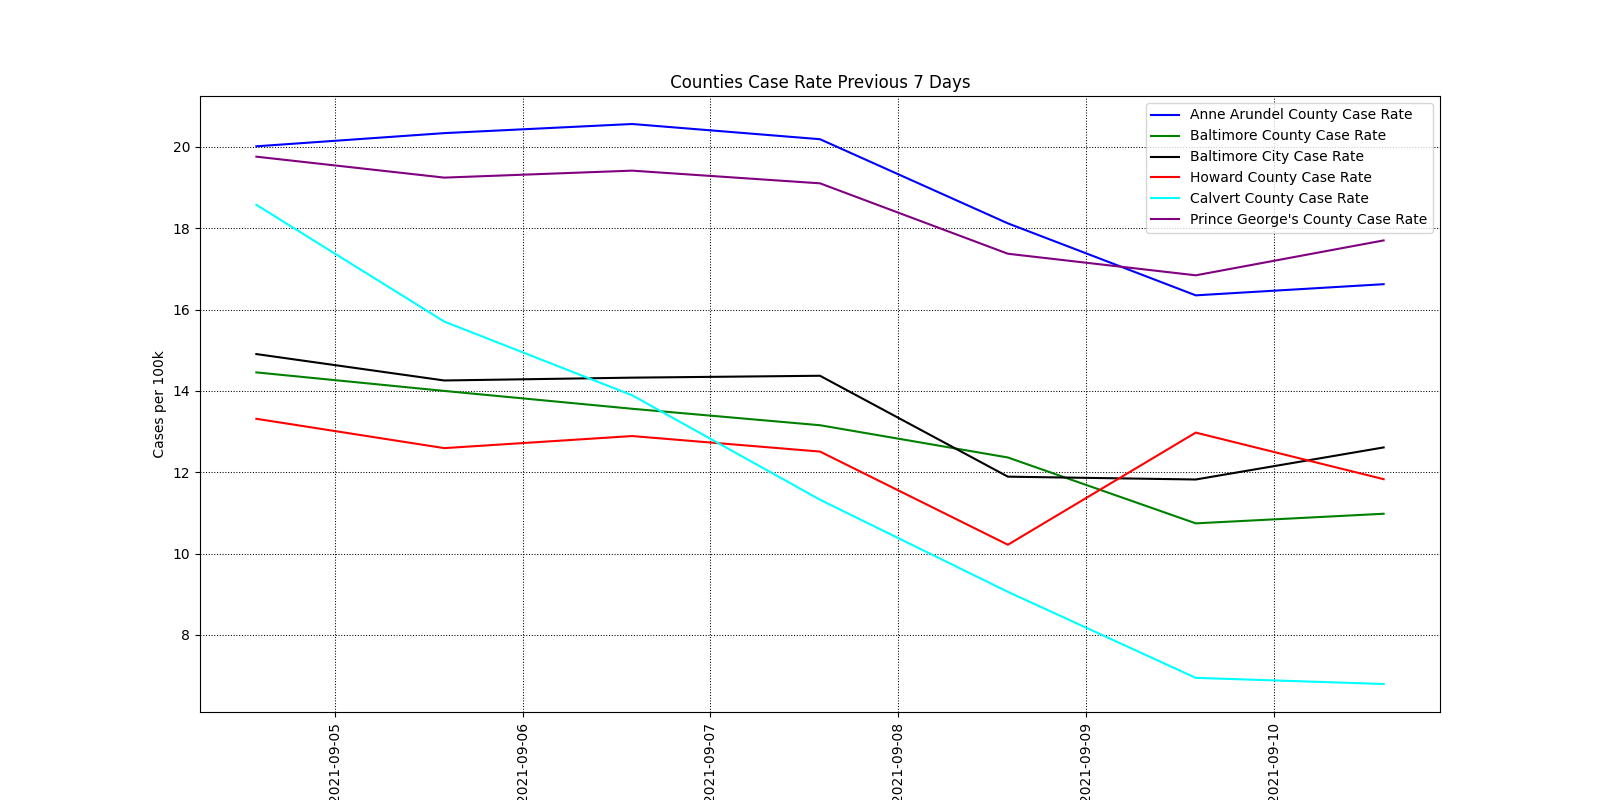 Counties Case Rate Previous 7 Days
Anne Arundel County Case Rate
Baltimore County Case Rate
Baltimore City Case Rate
Howard County Case Rate
Calvert County Case Rate
Prince George's County Case Rate
Cases per 100k
20
18
16
14
12
10
8
2021-09-05
2021-09-06
2021-09-07
2021-09-08
2021-09-09
2021-09-10